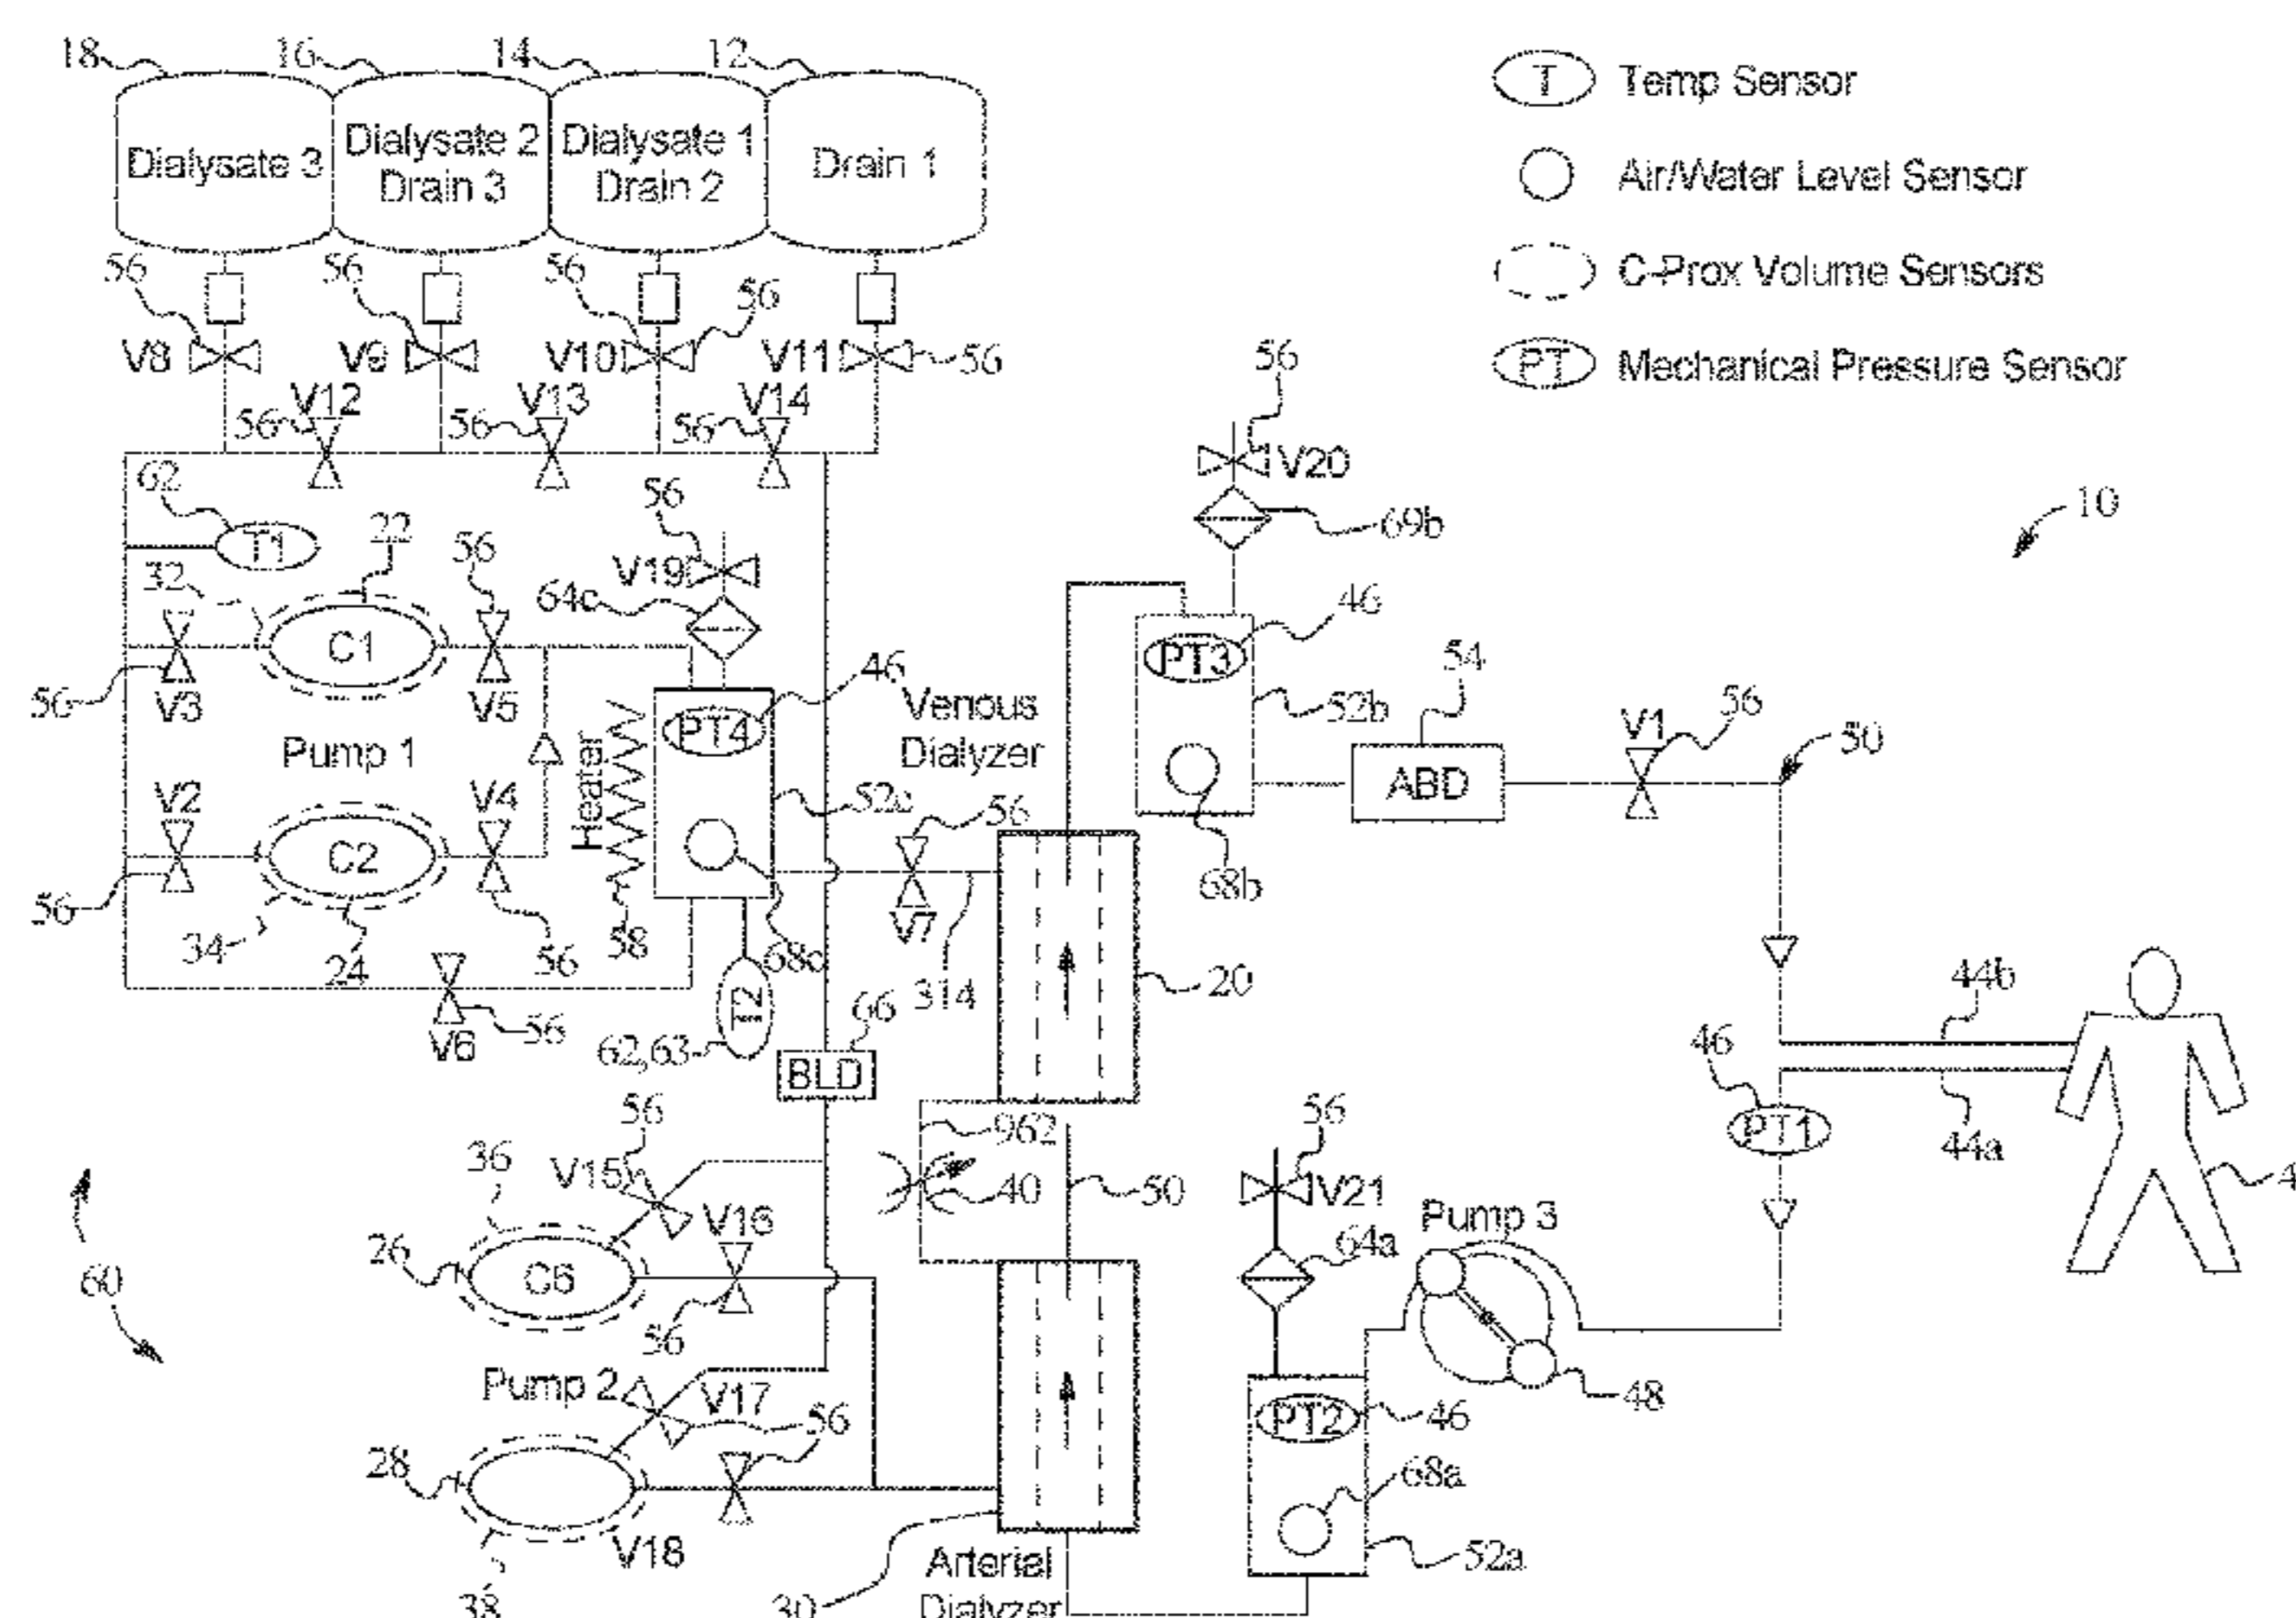 18 16 14 12
Dialysate 3
Dialysate 2
Drain 3
Dialysate 1
Drain 2
Drain 1
T Temp Sensor
Air/Water Level Sensor
C-Prox Volume Sensors
PT Mechanical Pressure Sensor
56 56 56 56
V8 V9 V10 V11 56
V12 V13 V14
56 56 56
62
T1
22
32
C1
56
V3 V5
56
Pump 1
V2 V4
C2
56
34
24
56
V6
56
56
V19
64c
46
PT4
Heater
52c
58
68c
T2
62,63
66
BLD
Venous
Dialyzer
56
V7
314
20
56
V20
69b
46
PT3
52b
68b
54
ABD
V1
56
50
10
44b
44a
46
PT1
4
962
40
50
56
V21
64a
Pump 3
48
PT2
46
68a
52a
60
36
56
V15
V16
26
C6
56
Pump 2
V17
56
28
V18
38
30
Arterial
Dialyzer